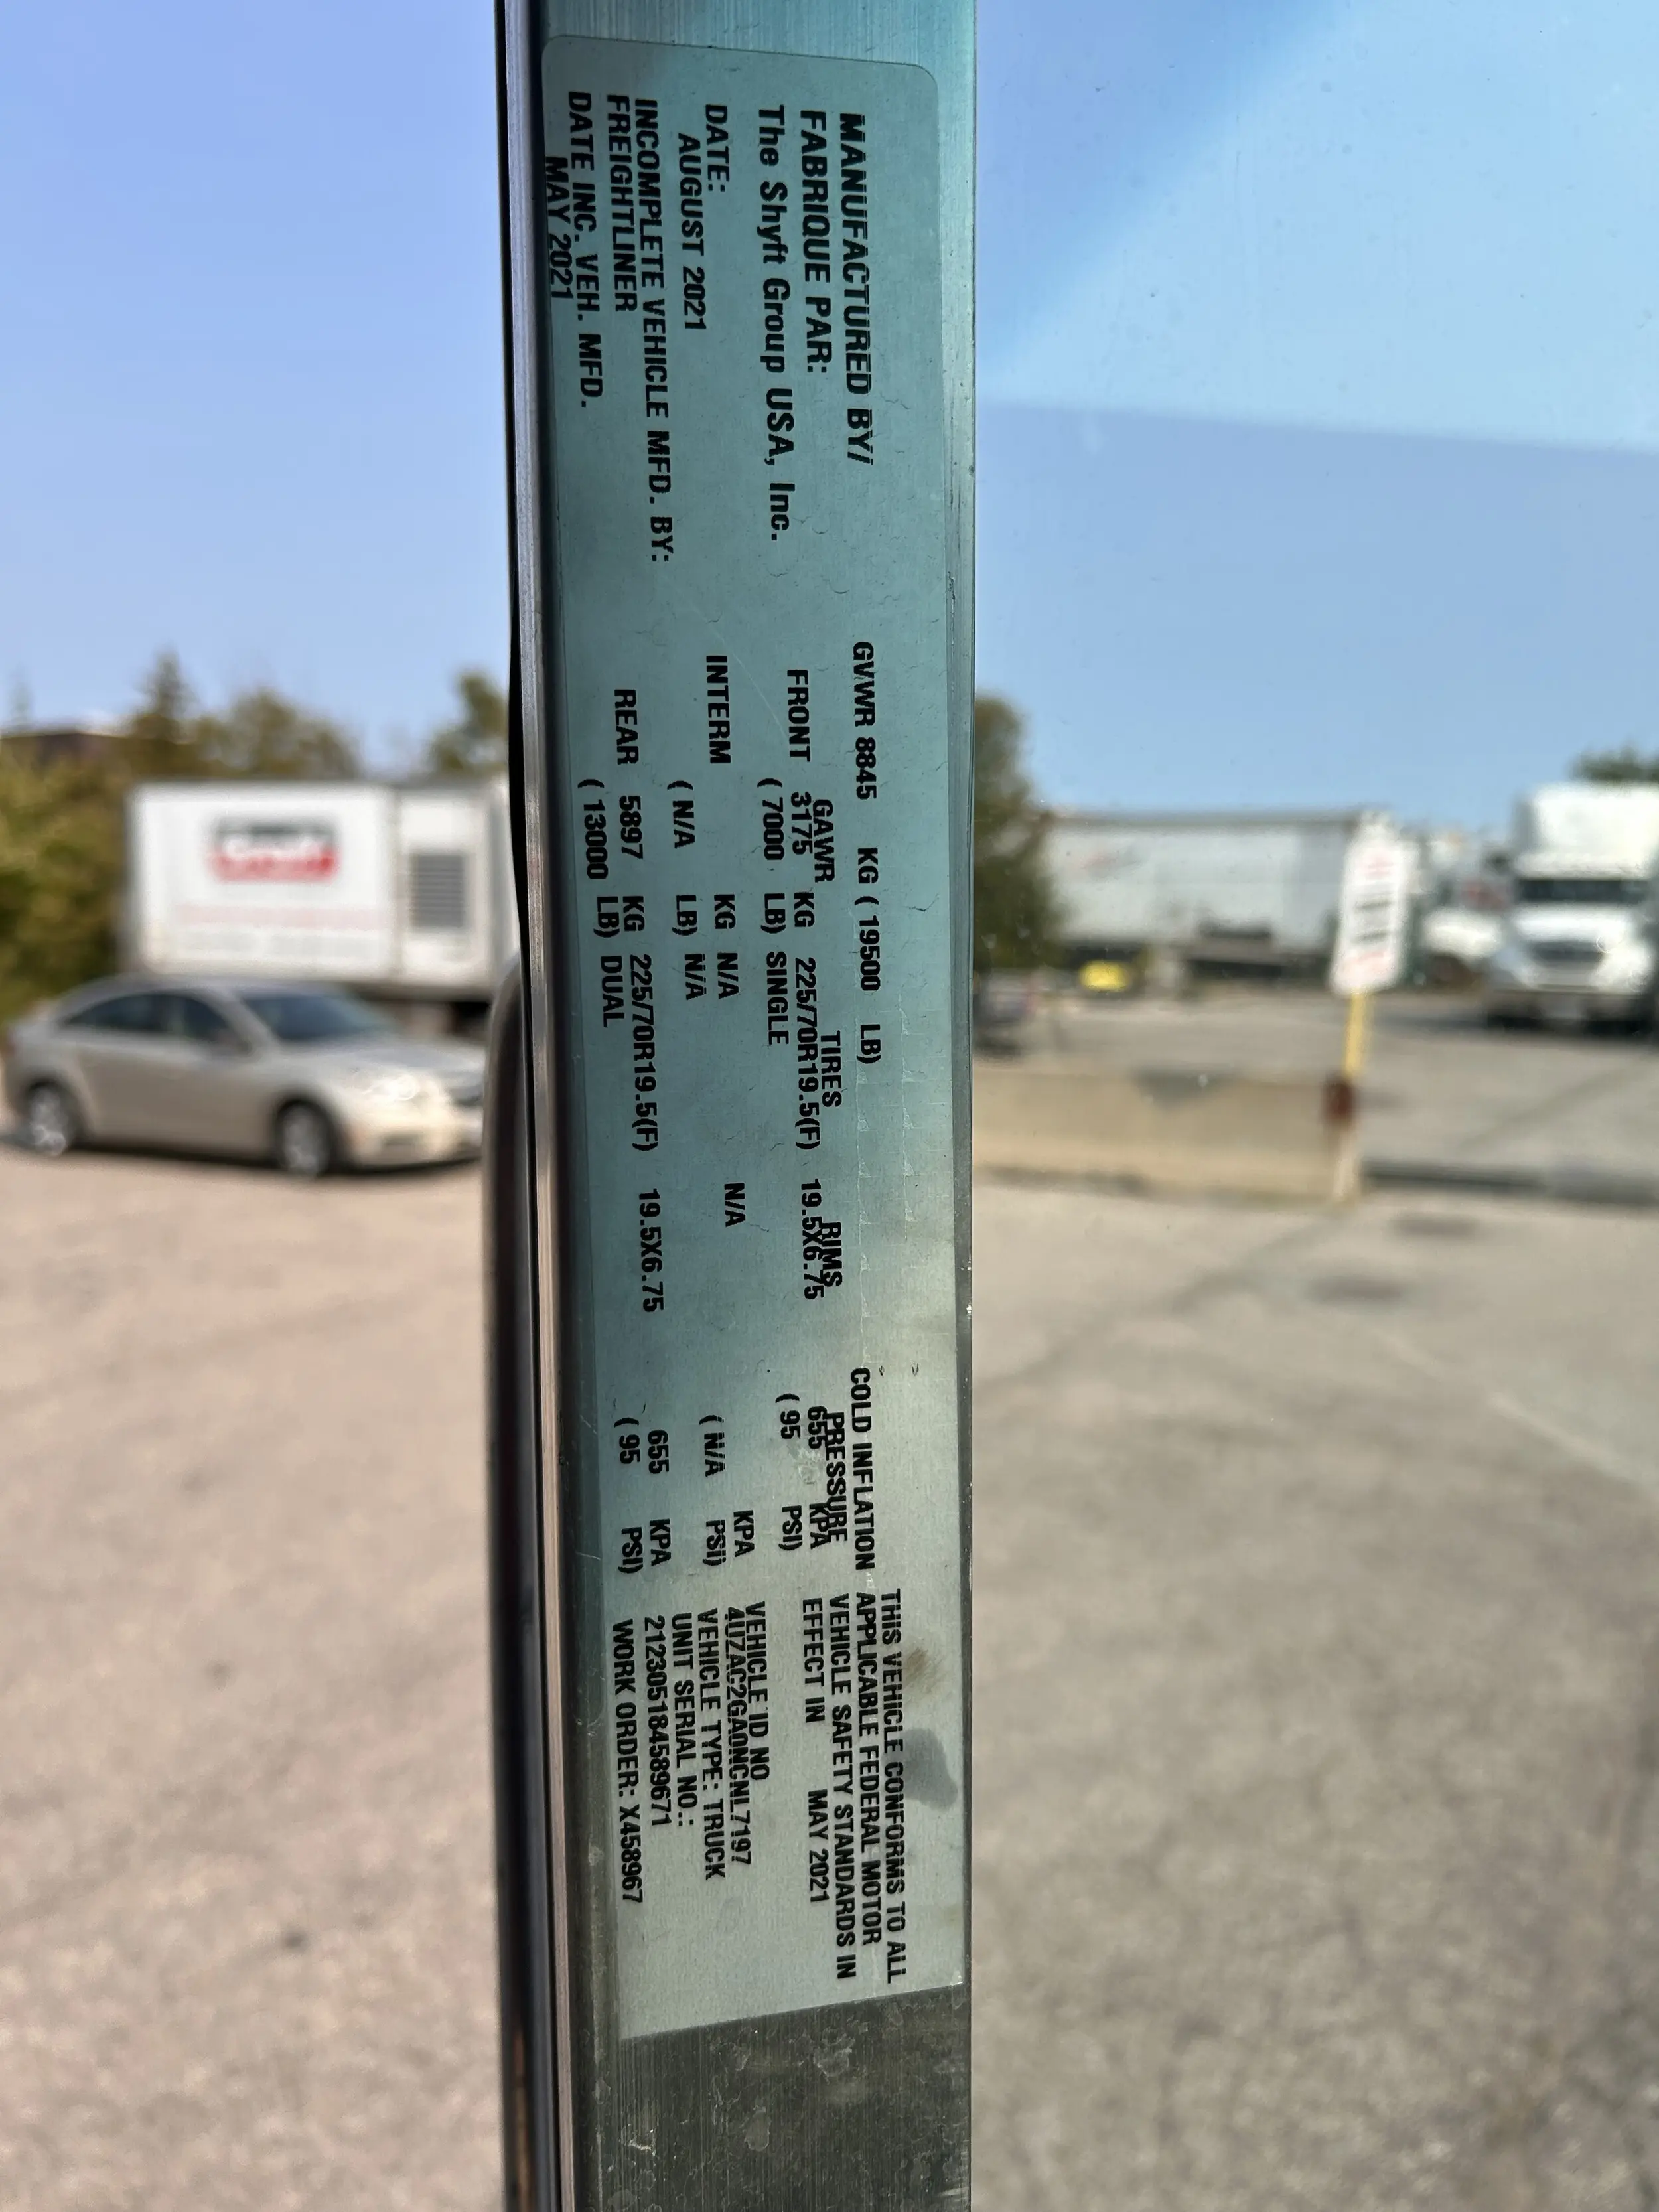 MANUFACTURED BY/
FABRIQUE PAR:
The Shyft Group USA, Inc.
DATE:
AUGUST 2021
INCOMPLETE VEHICLE MFD. BY:
FREIGHTLINER
DATE INC. VEH. MFD.
MAY 2021
GVWR 8845 KG ( 19500 LB)
GAWR TIRES RIMS COLD INFLATION PRESSURE
FRONT 3175 KG 225/70R19.5(F) 19.5X6.75 655 KPA
( 7000 LB) SINGLE ( 95 PSI)
INTERM KG N/A N/A KPA
( N/A LB) N/A ( N/A PSI)
REAR 5897 KG 225/70R19.5(F) 19.5X6.75 655 KPA
( 13000 LB) DUAL ( 95 PSI)
THIS VEHICLE CONFORMS TO ALL
APPLICABLE FEDERAL MOTOR
VEHICLE SAFETY STANDARDS IN
EFFECT IN MAY 2021
VEHICLE ID NO
4UZAC2GA0NCNL7197
VEHICLE TYPE: TRUCK
UNIT SERIAL NO.:
212305184589671
WORK ORDER: X458967